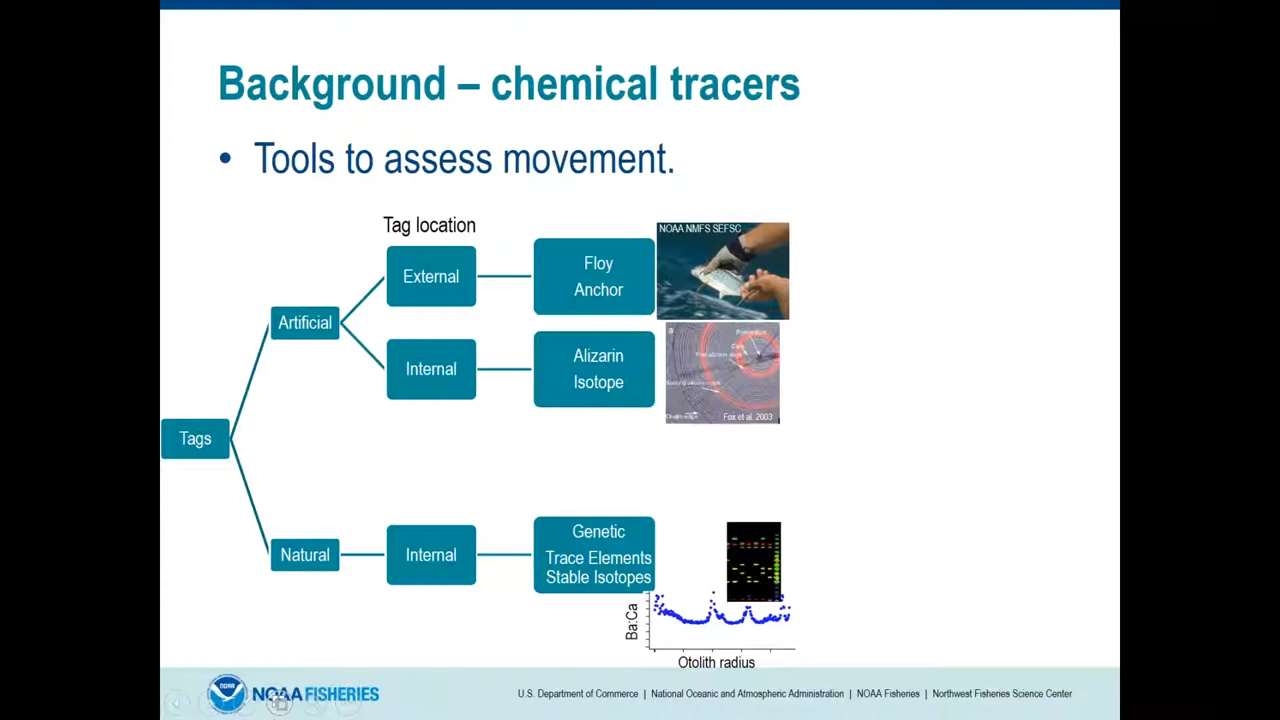 Background – chemical tracers
• Tools to assess movement.
Tag location
External
Floy
Anchor
NOAA NMFS SEFSC
Artificial
Internal
Alizarin
Isotope
a
Fox et al. 2003
Tags
Natural
Internal
Genetic
Trace Elements
Stable Isotopes
Ba:Ca
Otolith radius
NOAA
NOAA FISHERIES
U.S. Department of Commerce | National Oceanic and Atmospheric Administration | NOAA Fisheries | Northwest Fisheries Science Center